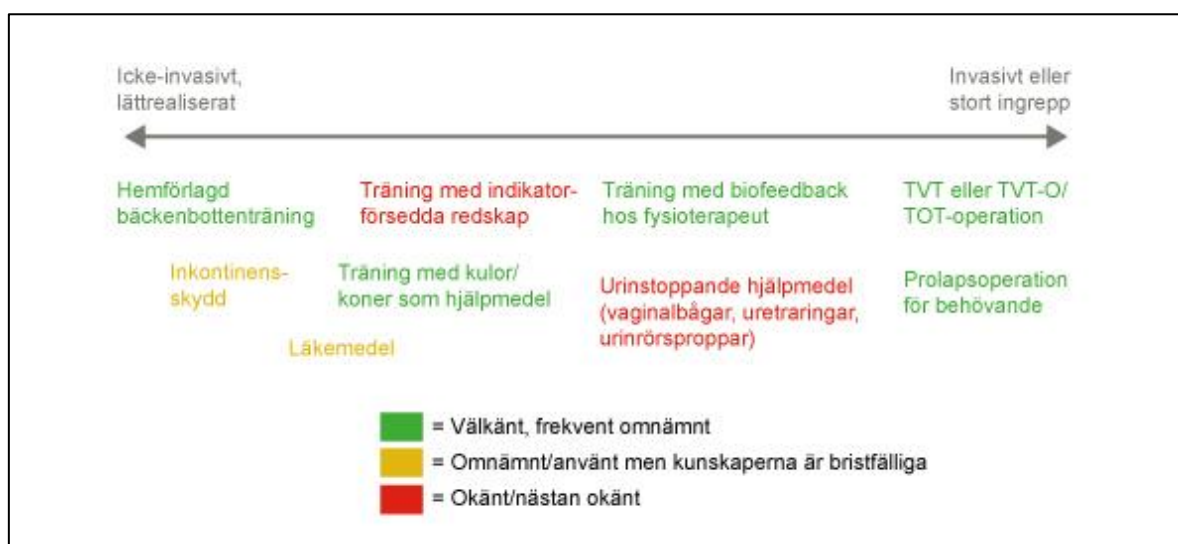 Icke-invasivt,
lättrealiserat
Invasivt eller
stort ingrepp
Hemförlagd
bäckenbottenträning
Träning med indikator-
försedda redskap
Träning med biofeedback
hos fysioterapeut
TVT eller TVT-O/
TOT-operation
Inkontinens-
skydd
Träning med kulor/
koner som hjälpmedel
Urinstoppande hjälpmedel
(vaginalbågar, uretraringar,
urinrörsproppar)
Prolapsoperation
för behövande
Läkemedel
= Välkänt, frekvent omnämnt
= Omnämnt/använt men kunskaperna är bristfälliga
= Okänt/nästan okänt